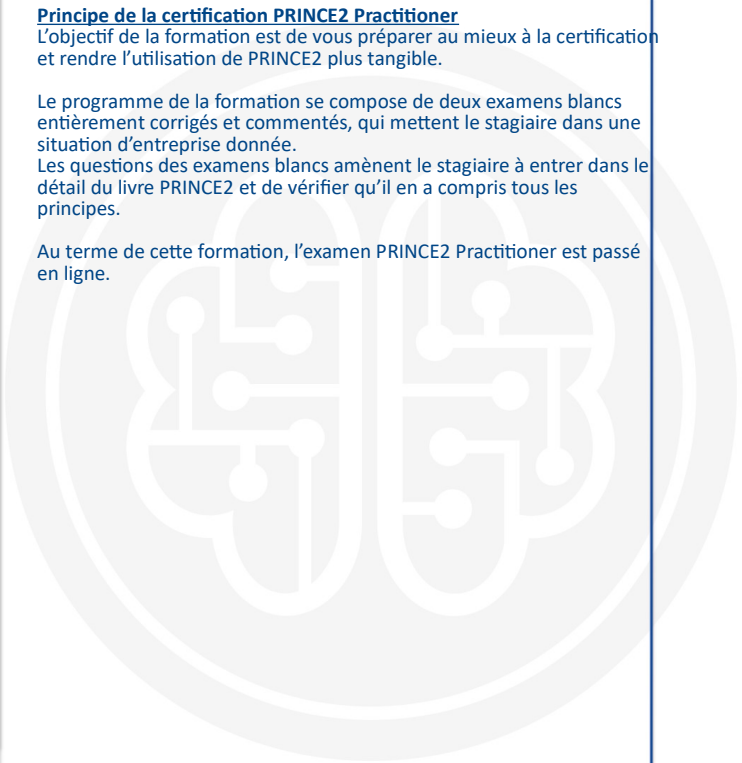 Principe de la certification PRINCE2 Practitioner
L’objectif de la formation est de vous préparer au mieux à la certification
et rendre l’utilisation de PRINCE2 plus tangible.
Le programme de la formation se compose de deux examens blancs
entièrement corrigés et commentés, qui mettent le stagiaire dans une
situation d’entreprise donnée.
Les questions des examens blancs amènent le stagiaire à entrer dans le
détail du livre PRINCE2 et de vérifier qu’il en a compris tous les
principes.
Au terme de cette formation, l’examen PRINCE2 Practitioner est passé
en ligne.